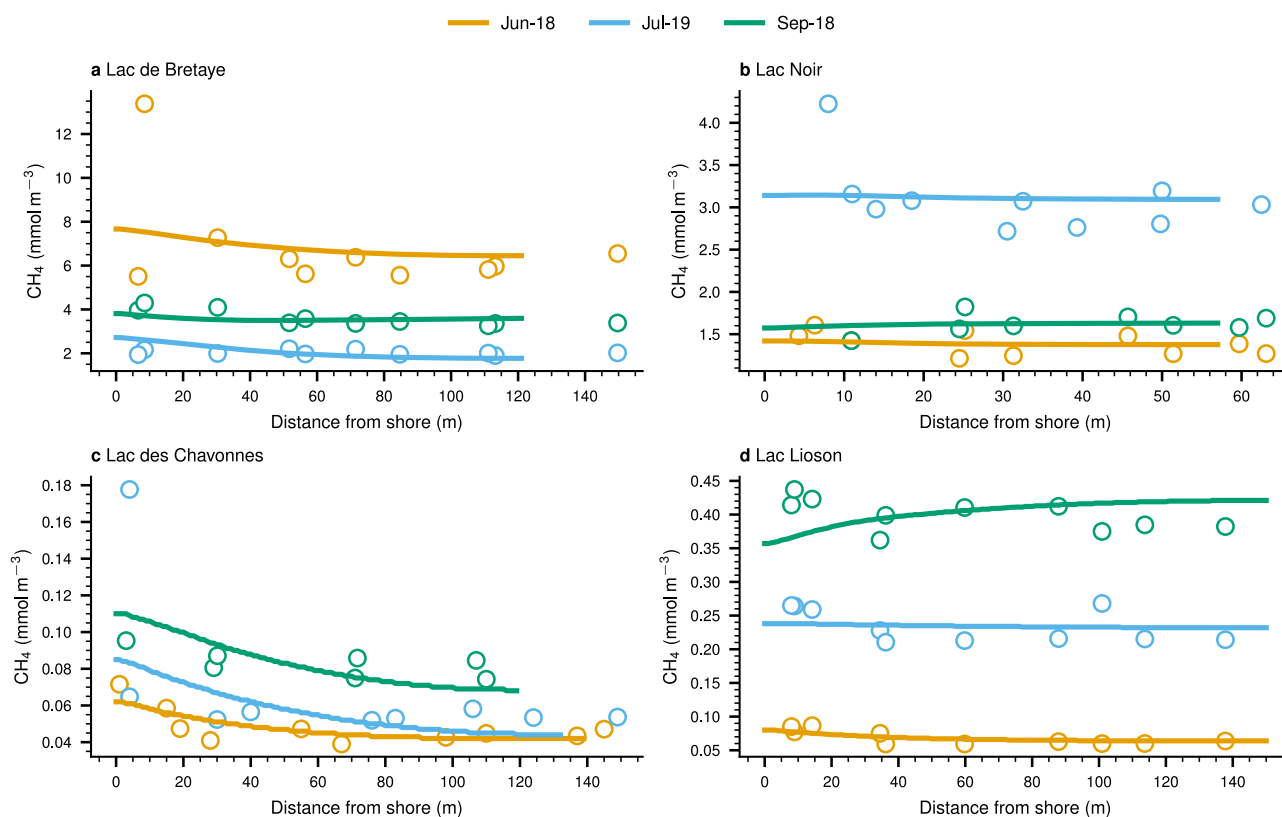 Jun-18 Jul-19 Sep-18
a Lac de Bretaye
CH₄ (mmol m⁻³)
12
10
8
6
4
2
0 20 40 60 80 100 120 140
Distance from shore (m)
b Lac Noir
CH₄ (mmol m⁻³)
4.0
3.5
3.0
2.5
2.0
1.5
0 10 20 30 40 50 60
Distance from shore (m)
c Lac des Chavonnes
CH₄ (mmol m⁻³)
0.18
0.16
0.14
0.12
0.10
0.08
0.06
0.04
0 20 40 60 80 100 120 140
Distance from shore (m)
d Lac Lioson
CH₄ (mmol m⁻³)
0.45
0.40
0.35
0.30
0.25
0.20
0.15
0.10
0.05
0 20 40 60 80 100 120 140
Distance from shore (m)